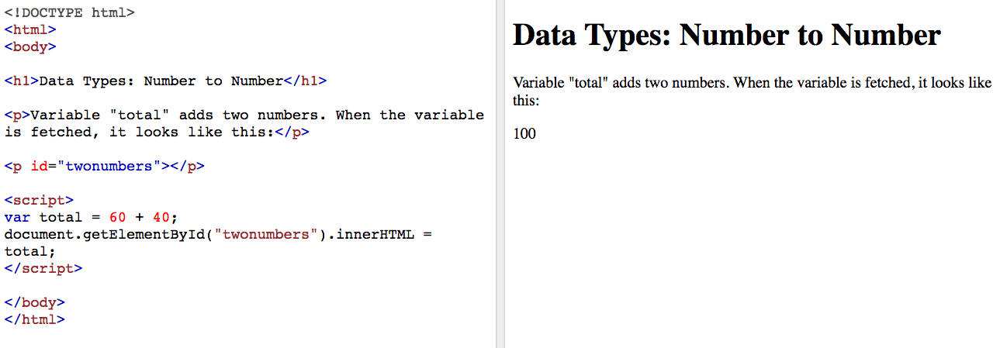 <!DOCTYPE html>
<html>
<body>
<h1>Data Types: Number to Number</h1>
<p>Variable "total" adds two numbers. When the variable
is fetched, it looks like this:</p>
<p id="twonumbers"></p>
<script>
var total = 60 + 40;
document.getElementById("twonumbers").innerHTML =
total;
</script>
</body>
</html>
Data Types: Number to Number
Variable "total" adds two numbers. When the variable is fetched, it looks like
this:
100